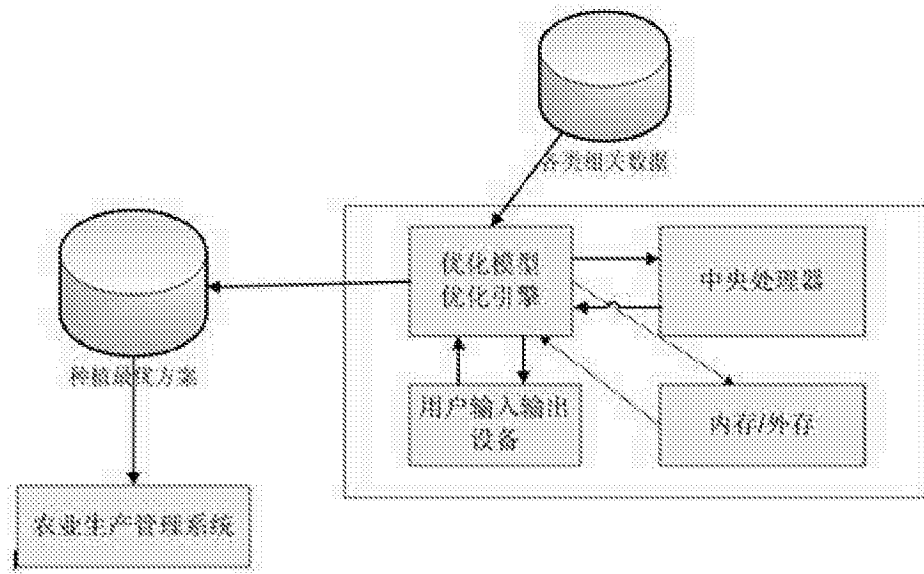 各类相关数据
优化模型
优化引擎
中央处理器
种植最优方案
用户输入输出
设备
内存/外存
农业生产管理系统